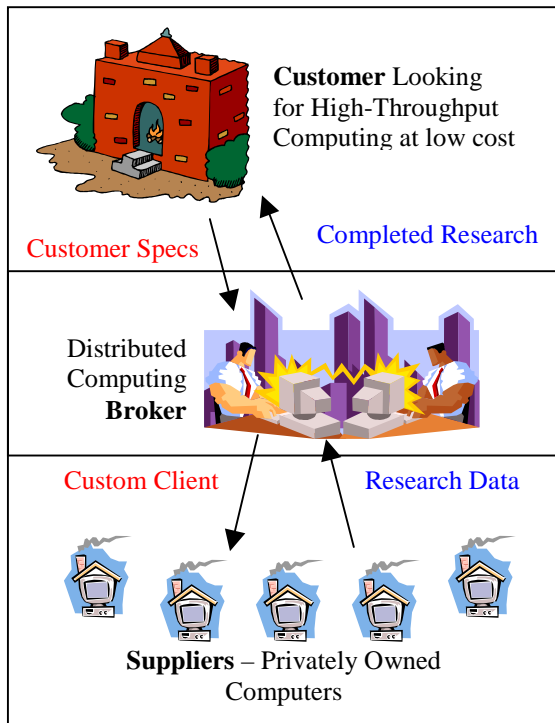 Customer Looking
for High-Throughput
Computing at low cost
Customer Specs
Completed Research
Distributed
Computing
Broker
Custom Client
Research Data
Suppliers – Privately Owned
Computers